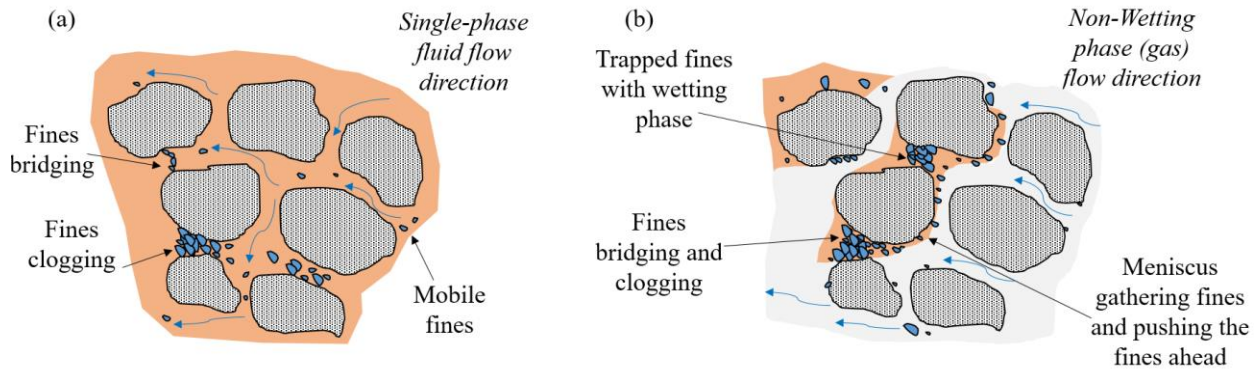 (a)
Single-phase
fluid flow
direction
Fines
bridging
Fines
clogging
Mobile
fines
(b)
Non-Wetting
phase (gas)
flow direction
Trapped fines
with wetting
phase
Fines
bridging and
clogging
Meniscus
gathering fines
and pushing the
fines ahead